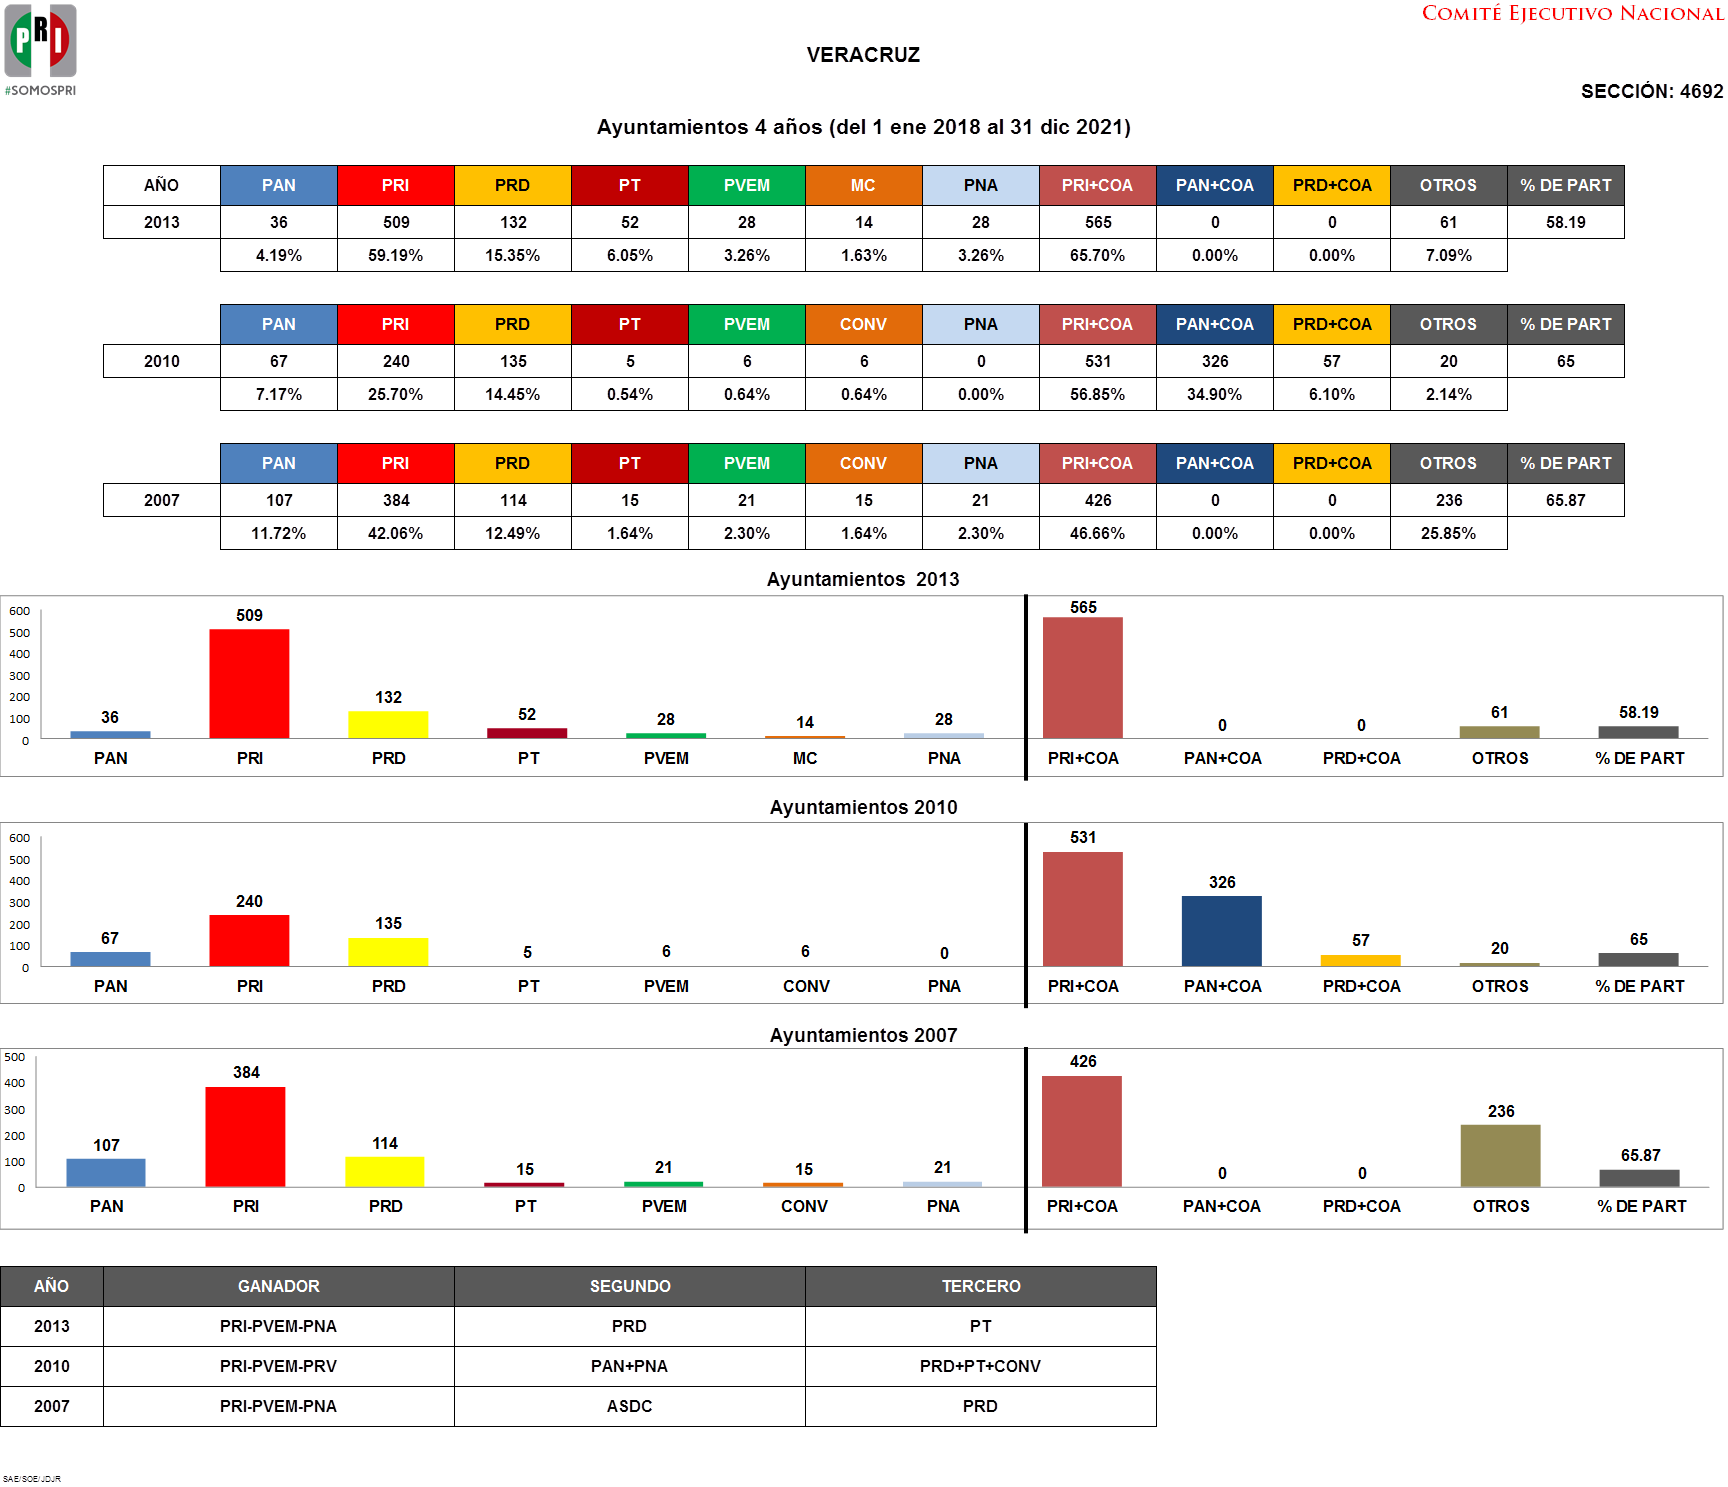 PRI
#SOMOSPRI
COMITÉ EJECUTIVO NACIONAL
VERACRUZ
SECCIÓN: 4692
Ayuntamientos 4 años (del 1 ene 2018 al 31 dic 2021)
AÑO PAN PRI PRD PT PVEM MC PNA PRI+COA PAN+COA PRD+COA OTROS % DE PART
2013 36 509 132 52 28 14 28 565 0 0 61 58.19
4.19% 59.19% 15.35% 6.05% 3.26% 1.63% 3.26% 65.70% 0.00% 0.00% 7.09%
PAN PRI PRD PT PVEM CONV PNA PRI+COA PAN+COA PRD+COA OTROS % DE PART
2010 67 240 135 5 6 6 0 531 326 57 20 65
7.17% 25.70% 14.45% 0.54% 0.64% 0.64% 0.00% 56.85% 34.90% 6.10% 2.14%
PAN PRI PRD PT PVEM CONV PNA PRI+COA PAN+COA PRD+COA OTROS % DE PART
2007 107 384 114 15 21 15 21 426 0 0 236 65.87
11.72% 42.06% 12.49% 1.64% 2.30% 1.64% 2.30% 46.66% 0.00% 0.00% 25.85%
Ayuntamientos 2013
600
500
400
300
200
100
0
36 509 132 52 28 14 28 565 0 0 61 58.19
PAN PRI PRD PT PVEM MC PNA PRI+COA PAN+COA PRD+COA OTROS % DE PART
Ayuntamientos 2010
600
500
400
300
200
100
0
67 240 135 5 6 6 0 531 326 57 20 65
PAN PRI PRD PT PVEM CONV PNA PRI+COA PAN+COA PRD+COA OTROS % DE PART
Ayuntamientos 2007
500
400
300
200
100
0
107 384 114 15 21 15 21 426 0 0 236 65.87
PAN PRI PRD PT PVEM CONV PNA PRI+COA PAN+COA PRD+COA OTROS % DE PART
AÑO GANADOR SEGUNDO TERCERO
2013 PRI-PVEM-PNA PRD PT
2010 PRI-PVEM-PRV PAN+PNA PRD+PT+CONV
2007 PRI-PVEM-PNA ASDC PRD
SAE/SOE/JDJR